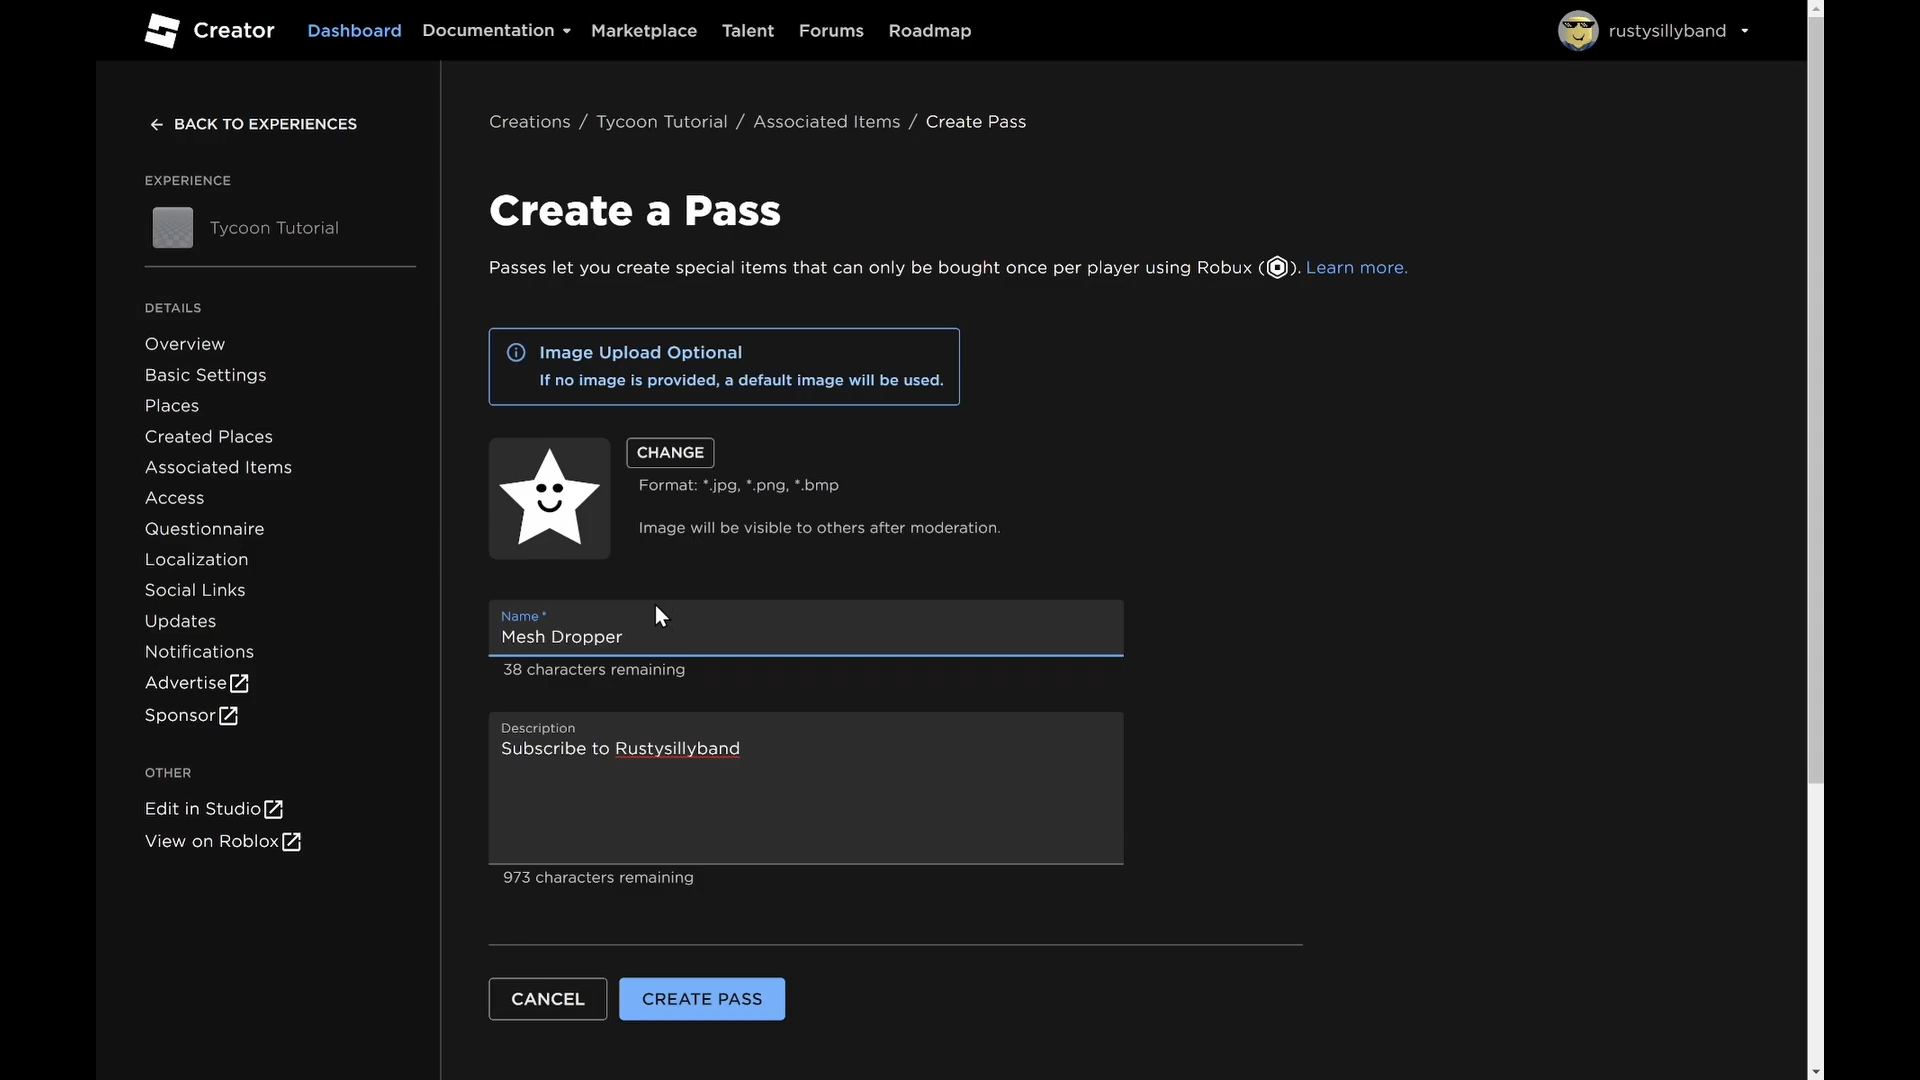 Creator Dashboard Documentation Marketplace Talent Forums Roadmap rustysillyband
BACK TO EXPERIENCES
EXPERIENCE
Tycoon Tutorial
DETAILS
Overview
Basic Settings
Places
Created Places
Associated Items
Access
Questionnaire
Localization
Social Links
Updates
Notifications
Advertise
Sponsor
OTHER
Edit in Studio
View on Roblox
Creations / Tycoon Tutorial / Associated Items / Create Pass
Create a Pass
Passes let you create special items that can only be bought once per player using Robux (). Learn more.
Image Upload Optional
If no image is provided, a default image will be used.
CHANGE
Format: *.jpg, *.png, *.bmp
Image will be visible to others after moderation.
Name *
Mesh Dropper
38 characters remaining
Description
Subscribe to Rustysillyband
973 characters remaining
CANCEL CREATE PASS